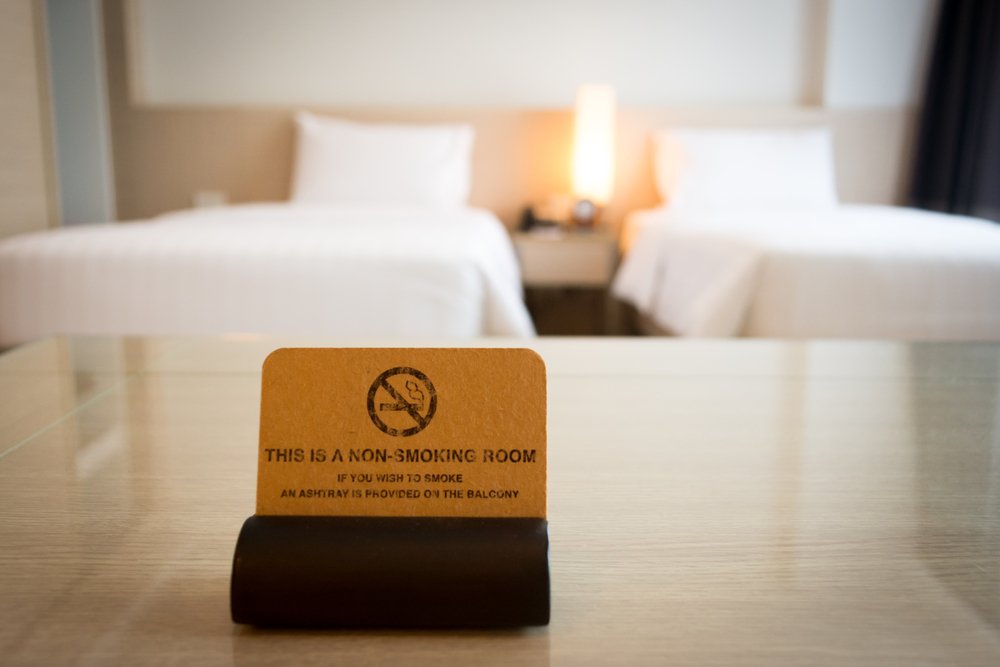 THIS IS A NON-SMOKING ROOM
IF YOU WISH TO SMOKE
AN ASHTRAY IS PROVIDED ON THE BALCONY